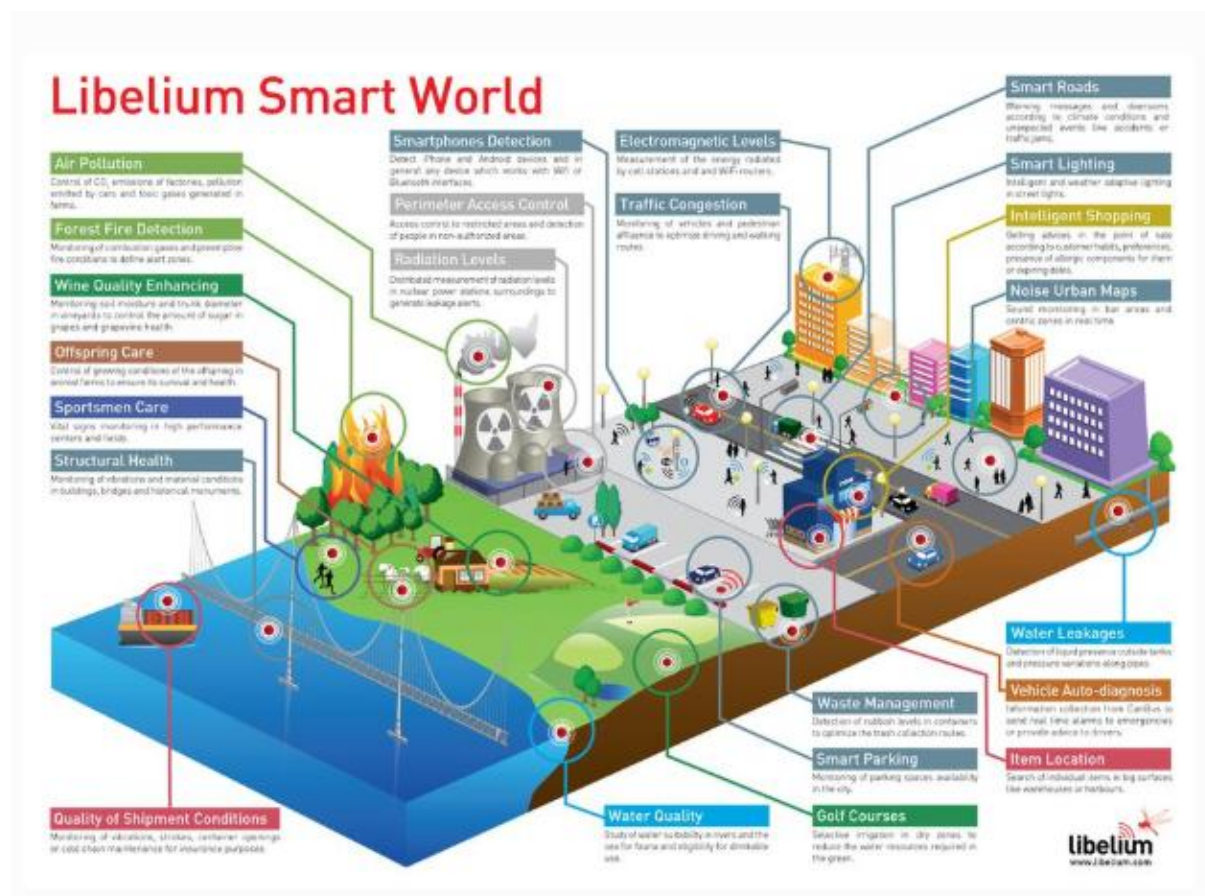 Libelium Smart World
Air Pollution
Control of CO2 emissions of factories, pollution
emitted by cars and toxic gases generated in
farms.
Forest Fire Detection
Monitoring of combustion gases and preemptive
fire conditions to define alert zones.
Wine Quality Enhancing
Monitoring soil moisture and trunk diameter
in vineyards to control the amount of sugar in
grapes and grapevine health.
Offspring Care
Control of growing conditions of the offspring in
animal farms to ensure its survival and health.
Sportsmen Care
Vital signs monitoring in high performance
centers and fields.
Structural Health
Monitoring of vibrations and material conditions
in buildings, bridges and historical monuments.
Quality of Shipment Conditions
Monitoring of vibrations, strokes, container openings
or cold chain maintenance for insurance purposes.
Smartphones Detection
Detect iPhone and Android devices and in
general any device which works with WiFi or
Bluetooth interfaces.
Perimeter Access Control
Access control to restricted areas and detection
of people in non-authorized areas.
Radiation Levels
Distributed measurement of radiation levels
in nuclear power stations surroundings to
generate leakage alerts.
Electromagnetic Levels
Measurement of the energy radiated
by cell stations and and WiFi routers.
Traffic Congestion
Monitoring of vehicles and pedestrian
affluence to optimize driving and walking
routes.
Smart Roads
Warning messages and diversions
according to climate conditions and
unexpected events like accidents or
traffic jams.
Smart Lighting
Intelligent and weather adaptive lighting
in street lights.
Intelligent Shopping
Getting advices in the point of sale
according to customer habits, preferences,
presence of allergic components for them
or expiring dates.
Noise Urban Maps
Sound monitoring in bar areas and
centric zones in real time.
Water Leakages
Detection of liquid presence outside tanks
and pressure variations along pipes.
Vehicle Auto-diagnosis
Information collection from CanBus to
send real time alarms to emergencies
or provide advice to drivers.
Item Location
Search of individual items in big surfaces
like warehouses or harbours.
Waste Management
Detection of rubbish levels in containers
to optimize the trash collection routes.
Smart Parking
Monitoring of parking spaces availability
in the city.
Golf Courses
Selective irrigation in dry zones to
reduce the water resources required in
the green.
Water Quality
Study of water suitability in rivers and the
sea for fauna and eligibility for drinkable
use.
libelium
www.libelium.com